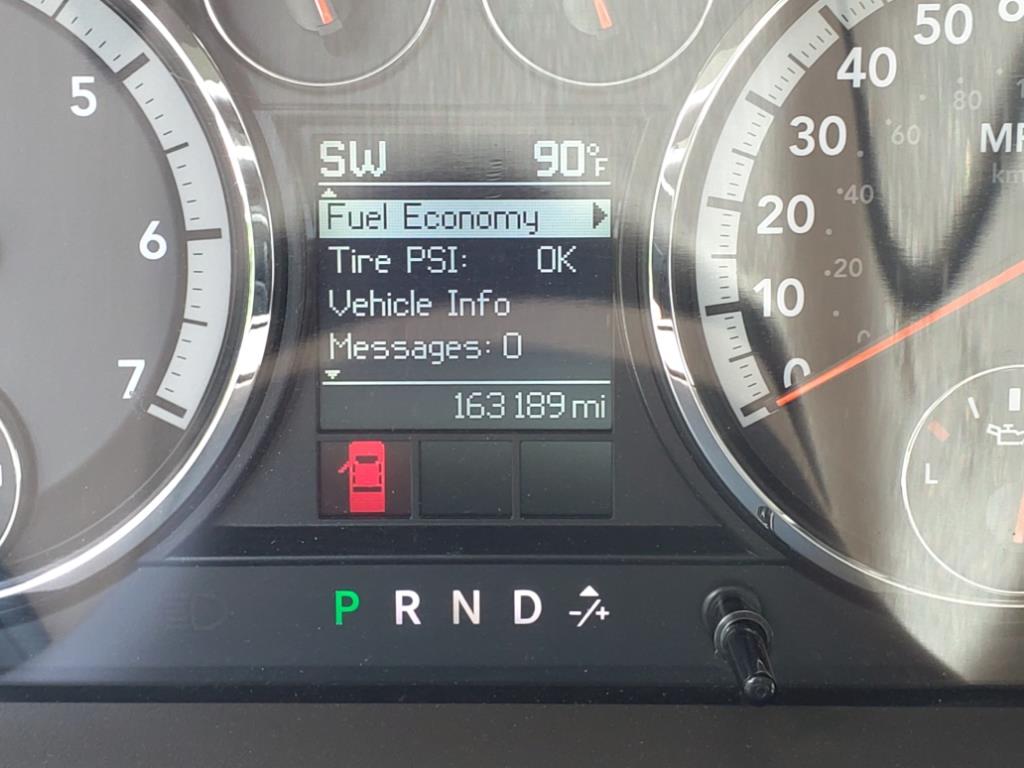 5
6
7
SW 90°F
Fuel Economy
Tire PSI: OK
Vehicle Info
Messages: 0
163189 mi
P R N D -/+
50
40
30
20
10
0
80
60
40
20
0
L